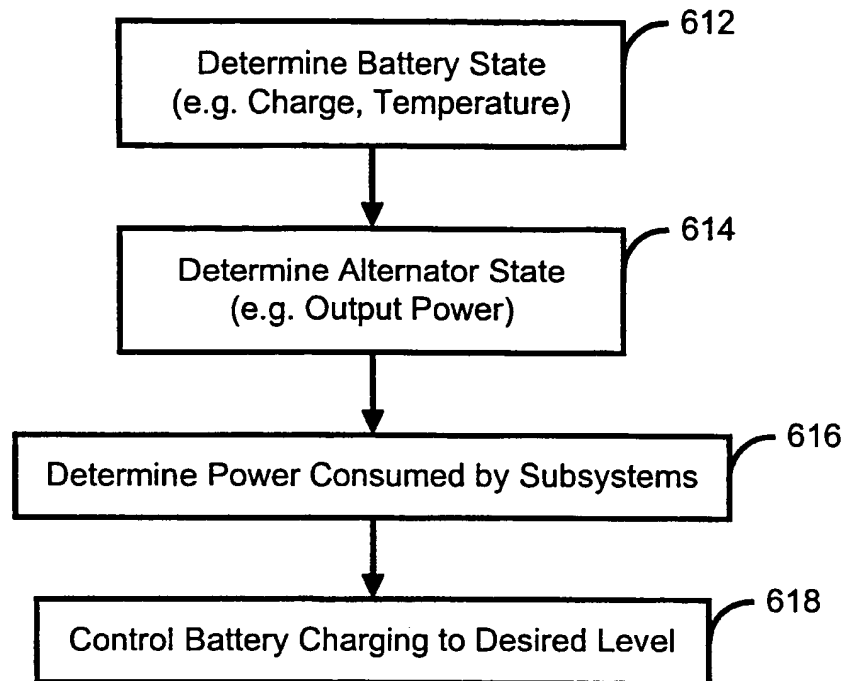 612
Determine Battery State
(e.g. Charge, Temperature)
614
Determine Alternator State
(e.g. Output Power)
616
Determine Power Consumed by Subsystems
618
Control Battery Charging to Desired Level